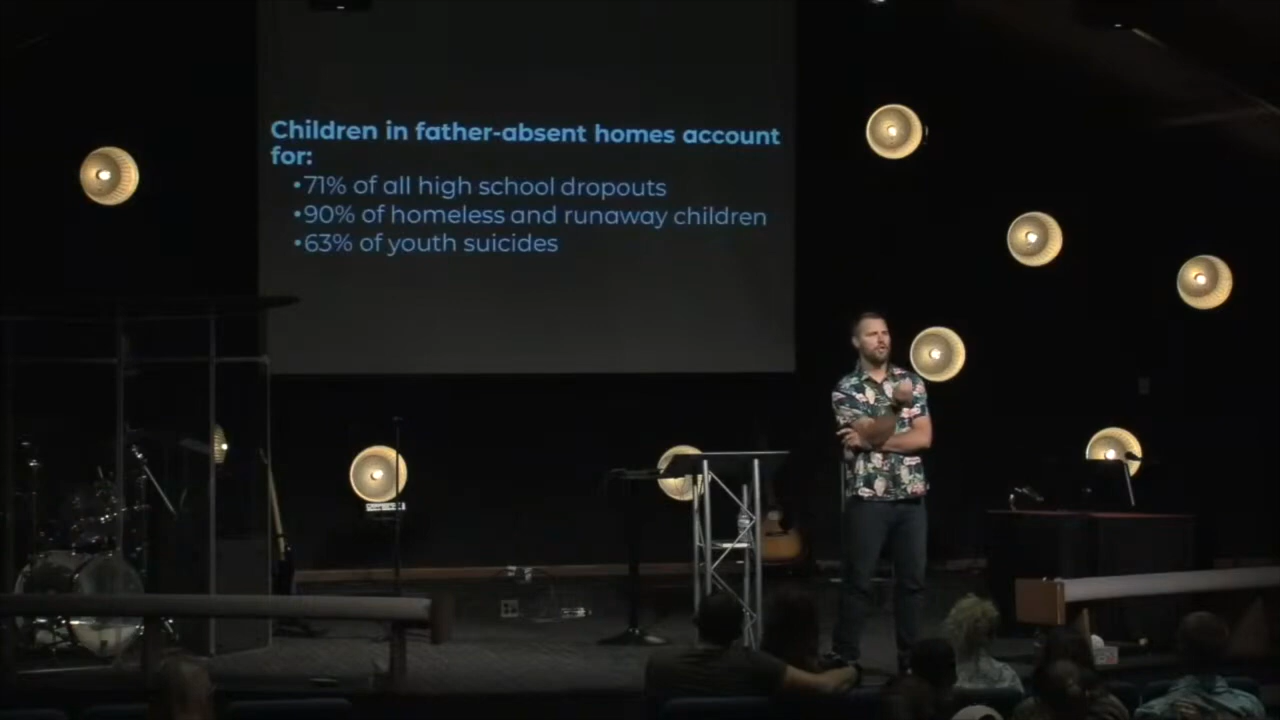 Children in father-absent homes account
for:
•71% of all high school dropouts
•90% of homeless and runaway children
•63% of youth suicides